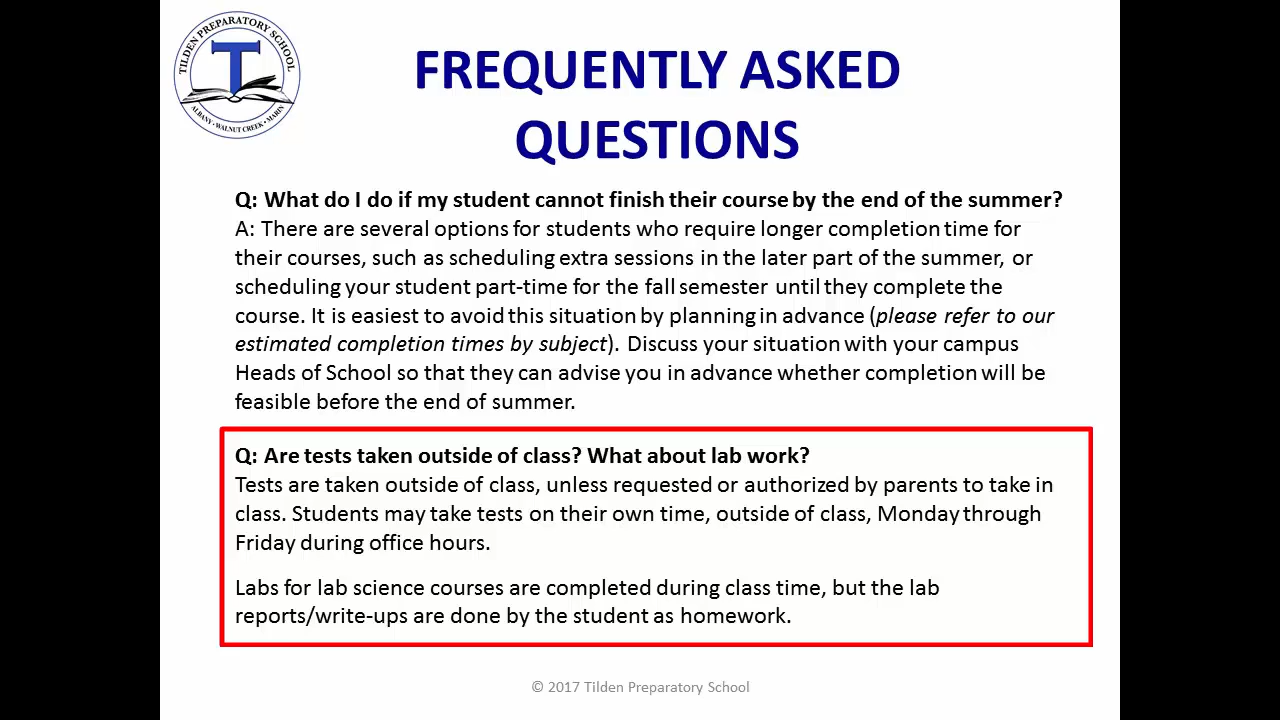 TILDEN PREPARATORY SCHOOL
T
ALBANY • WALNUT CREEK • MARIN
FREQUENTLY ASKED
QUESTIONS
Q: What do I do if my student cannot finish their course by the end of the summer?
A: There are several options for students who require longer completion time for
their courses, such as scheduling extra sessions in the later part of the summer, or
scheduling your student part-time for the fall semester until they complete the
course. It is easiest to avoid this situation by planning in advance (please refer to our
estimated completion times by subject). Discuss your situation with your campus
Heads of School so that they can advise you in advance whether completion will be
feasible before the end of summer.
Q: Are tests taken outside of class? What about lab work?
Tests are taken outside of class, unless requested or authorized by parents to take in
class. Students may take tests on their own time, outside of class, Monday through
Friday during office hours.
Labs for lab science courses are completed during class time, but the lab
reports/write-ups are done by the student as homework.
© 2017 Tilden Preparatory School